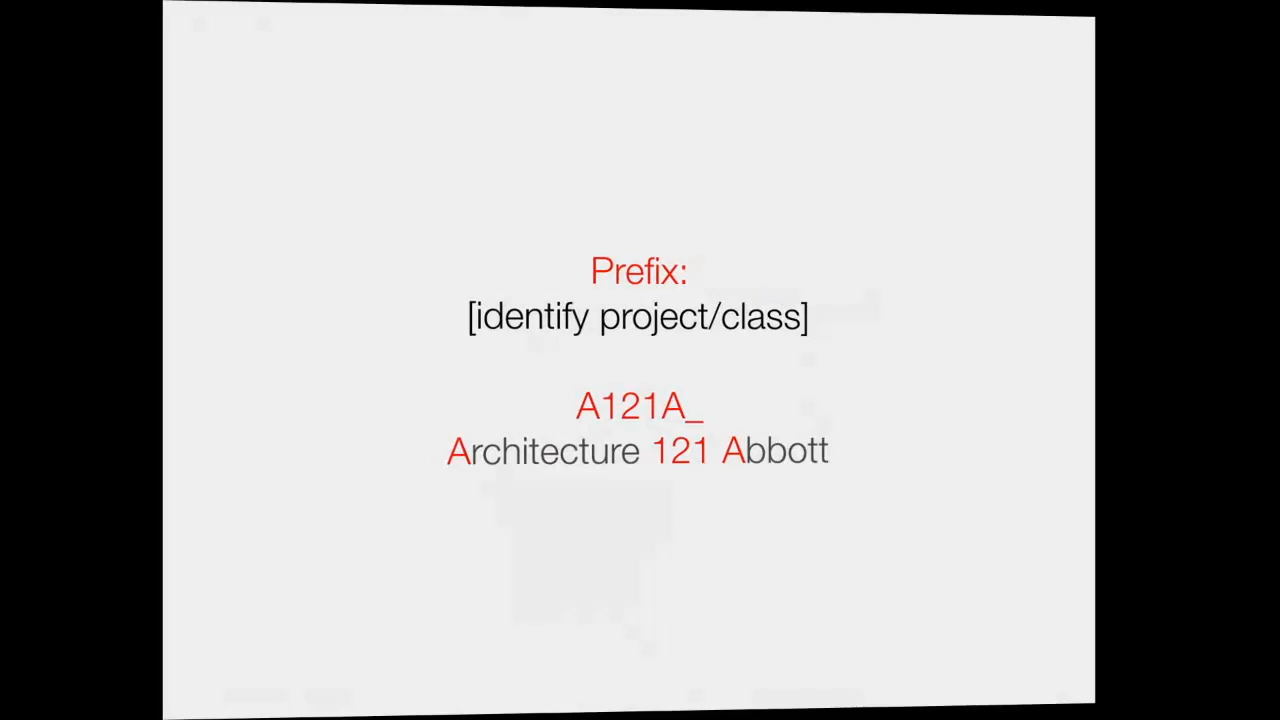 Prefix:
[identify project/class]
A121A_
Architecture 121 Abbott